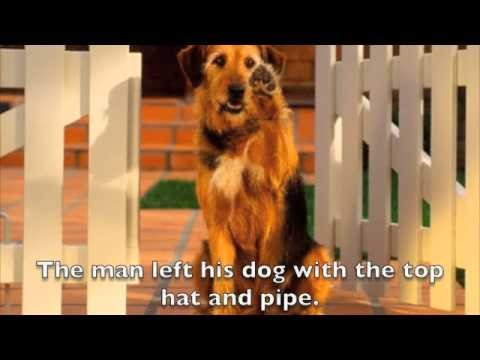 The man left his dog with the top
hat and pipe.